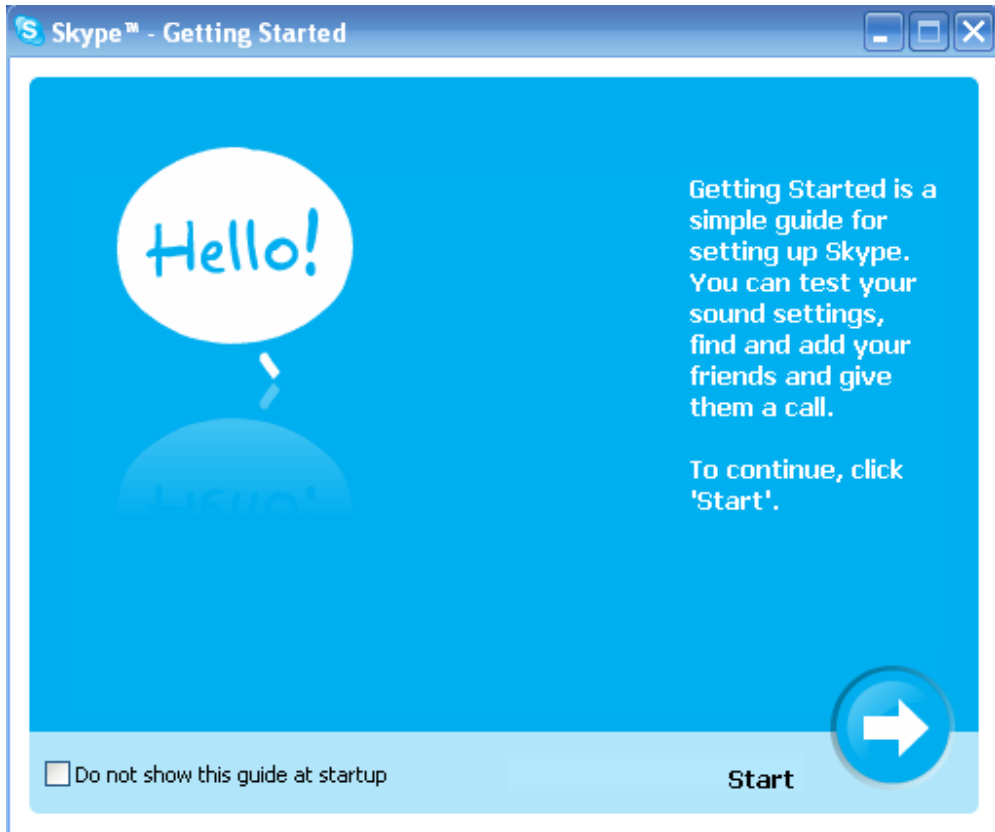 Skype™ - Getting Started
Hello!
Getting Started is a
simple guide for
setting up Skype.
You can test your
sound settings,
find and add your
friends and give
them a call.
To continue, click
'Start'.
Do not show this guide at startup
Start